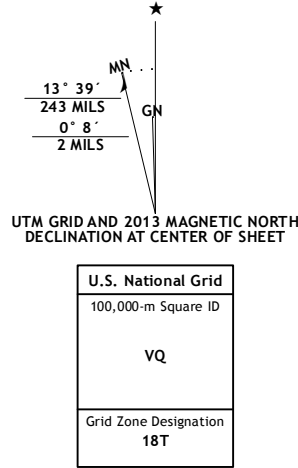 ★
MN
GN
13° 39´
243 MILS
0° 8´
2 MILS
UTM GRID AND 2013 MAGNETIC NORTH
DECLINATION AT CENTER OF SHEET
U.S. National Grid
100,000-m Square ID
VQ
Grid Zone Designation
18T